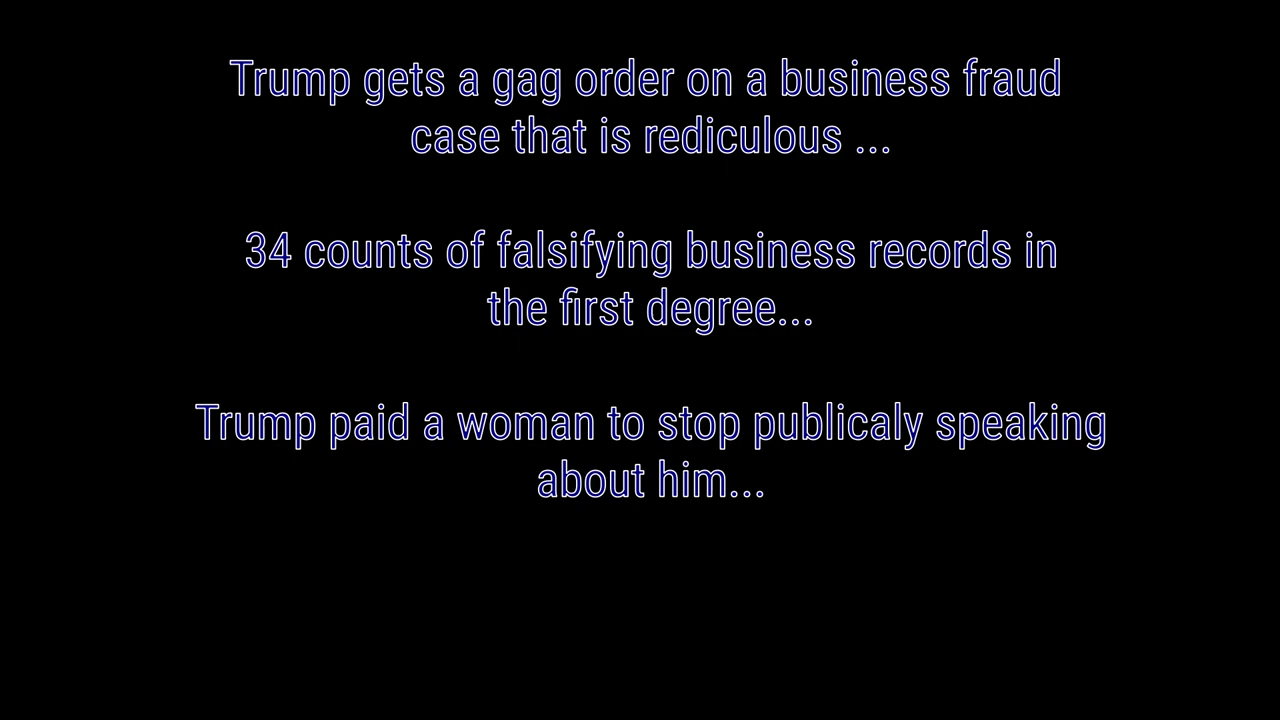 Trump gets a gag order on a business fraud
case that is rediculous ...
34 counts of falsifying business records in
the first degree...
Trump paid a woman to stop publicaly speaking
about him...